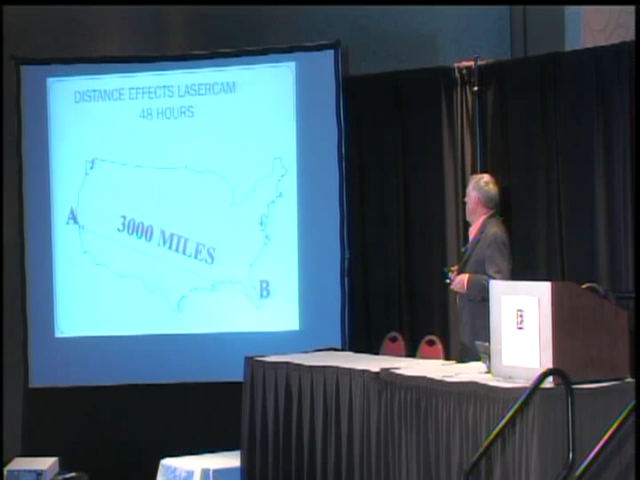 DISTANCE EFFECTS LASERCAM
48 HOURS
A
3000 MILES
B